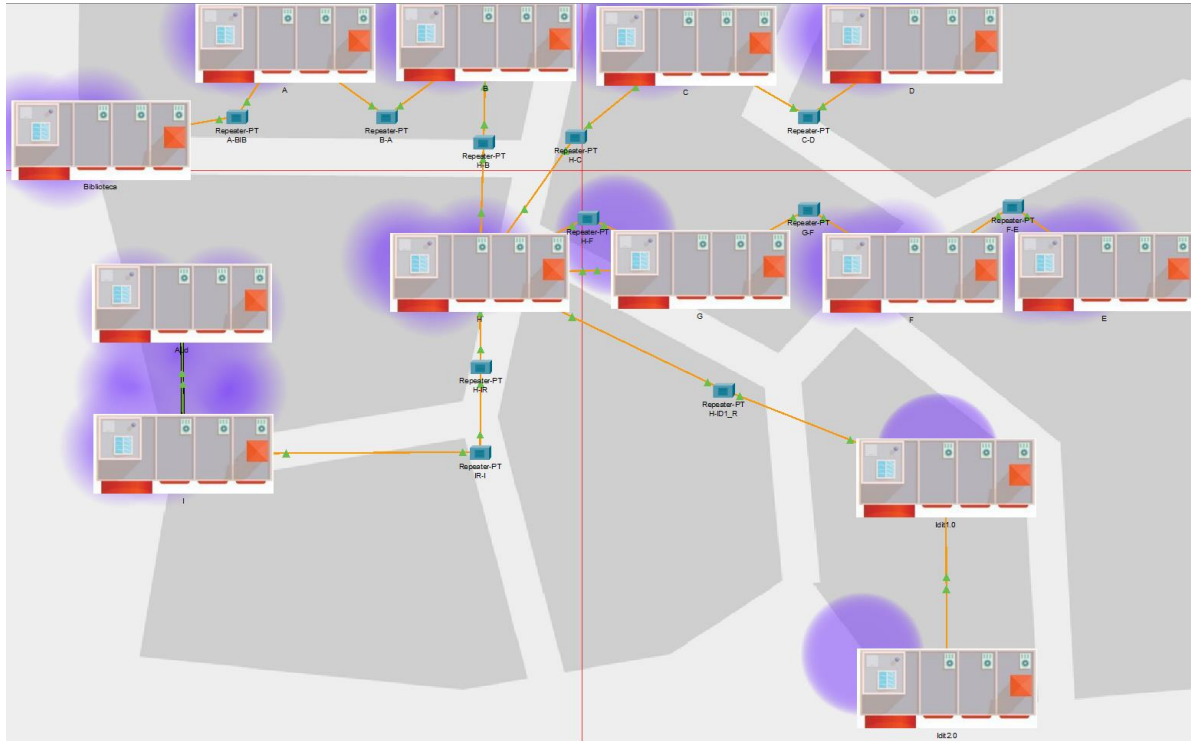 A
B
C
D
Repeater-PT
A-BIB
Repeater-PT
B-A
Repeater-PT
H-B
Repeater-PT
H-C
Repeater-PT
C-D
Biblioteca
Repeater-PT
H-F
Repeater-PT
G-F
Repeater-PT
F-E
H
G
F
E
Aud
Repeater-PT
H-IR
Repeater-PT
H-ID1_R
Repeater-PT
IR-I
I
Idit1.0
Idit2.0